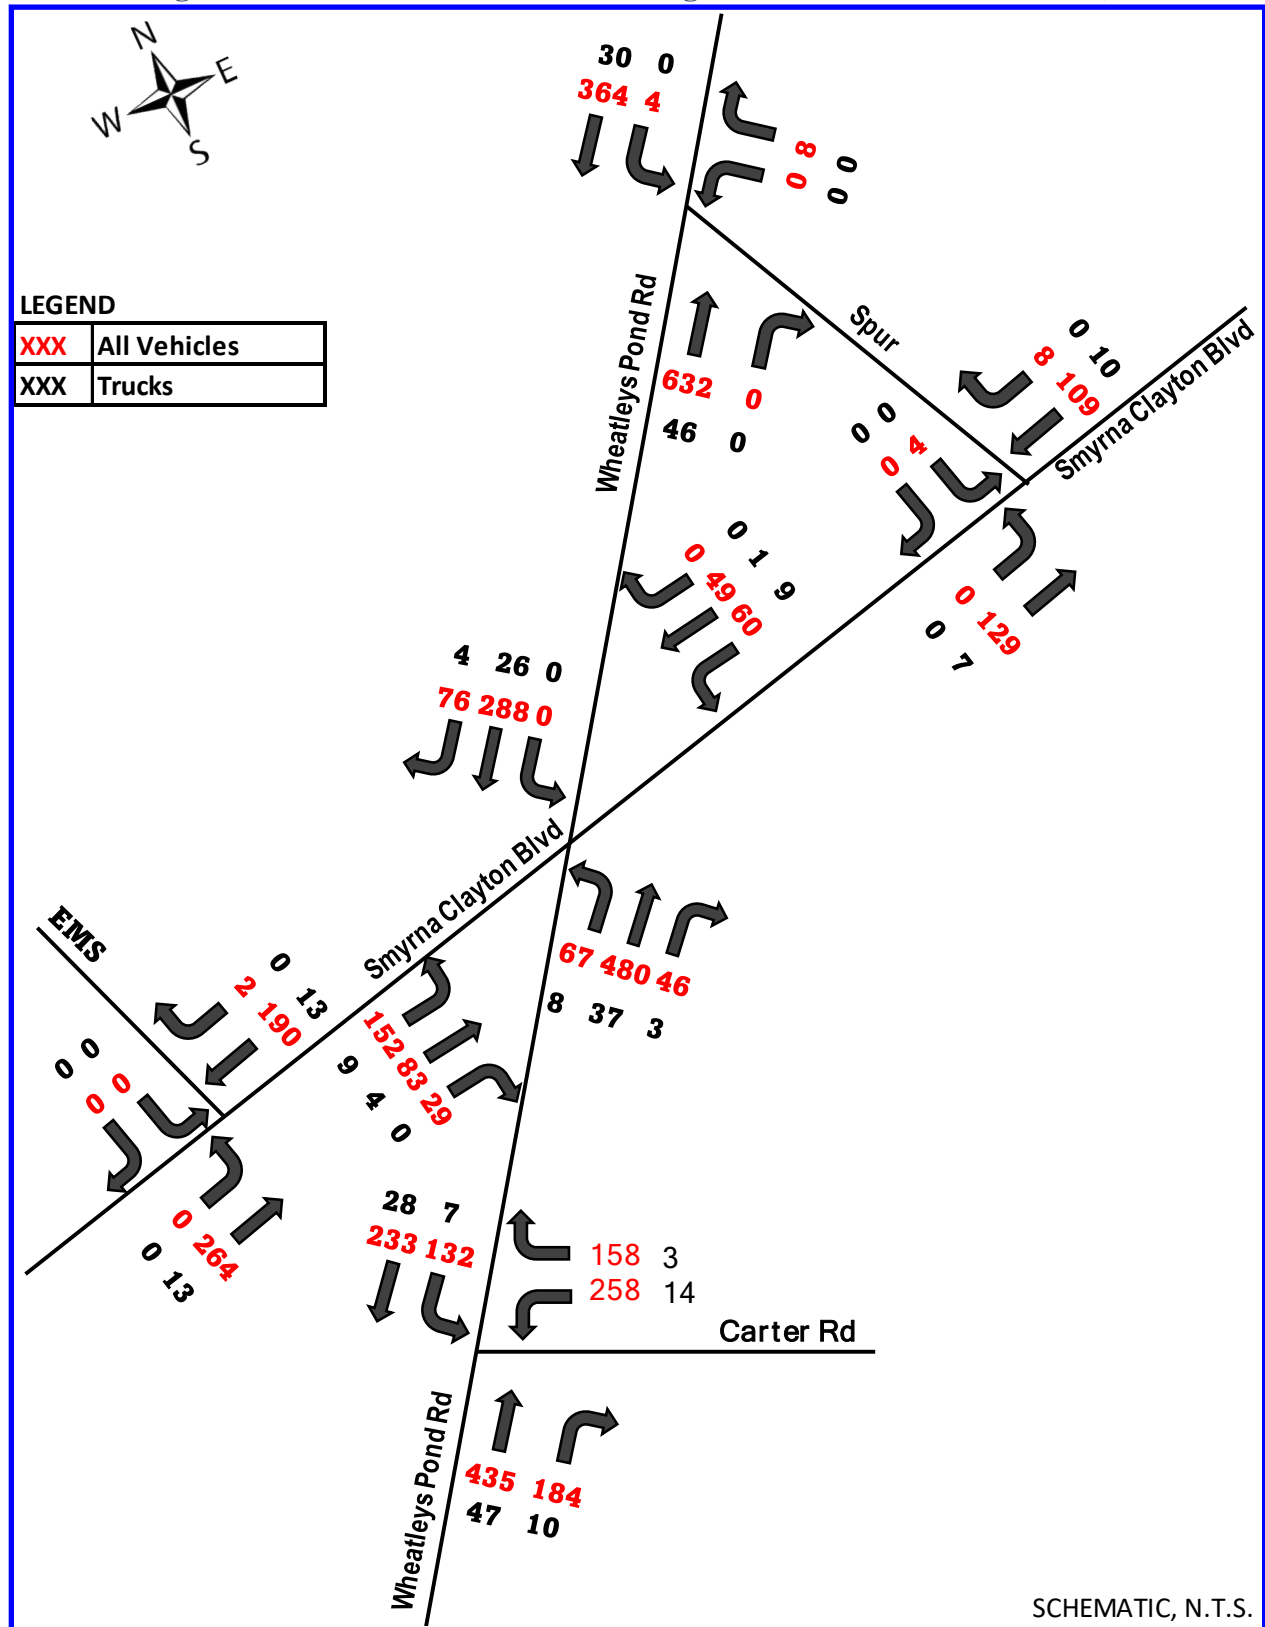 N
E
W
S
30 0
364 4
8 0
0 0
LEGEND
XXX All Vehicles
XXX Trucks
Wheatleys Pond Rd
632 0
46 0
Spur
0 10
8 109
Smyrna Clayton Blvd
0 4
0 0
0 1 9
0 49 60
0 129
0 7
4 26 0
76 288 0
Smyrna Clayton Blvd
67 480 46
8 37 3
EMS
0 13
2 190
152 83 29
9 4 0
0 0
0 0
0 264
0 13
28 7
233 132
158 3
258 14
Carter Rd
Wheatleys Pond Rd
435 184
47 10
SCHEMATIC, N.T.S.